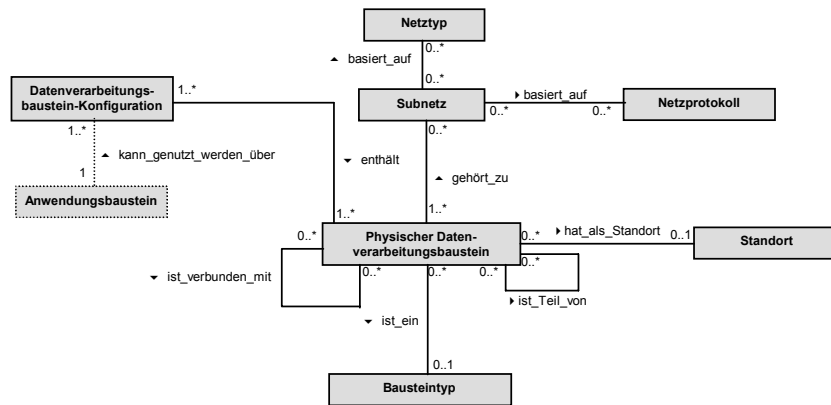 Netztyp
0..*
▲ basiert_auf
0..*
Datenverarbeitungs-
baustein-Konfiguration
1..*
Subnetz
▸ basiert_auf
0..*
0..*
Netzprotokoll
1..*
0..*
▲ kann_genutzt_werden_über
▼ enthält
▲ gehört_zu
1
Anwendungsbaustein
1..*
1..*
0..*
Physischer Daten-
verarbeitungsbaustein
0..*
▸ hat_als_Standort
0..1
Standort
0..*
0..*
0..*
0..*
▼ ist_verbunden_mit
▸ ist_Teil_von
▼ ist_ein
0..1
Bausteintyp